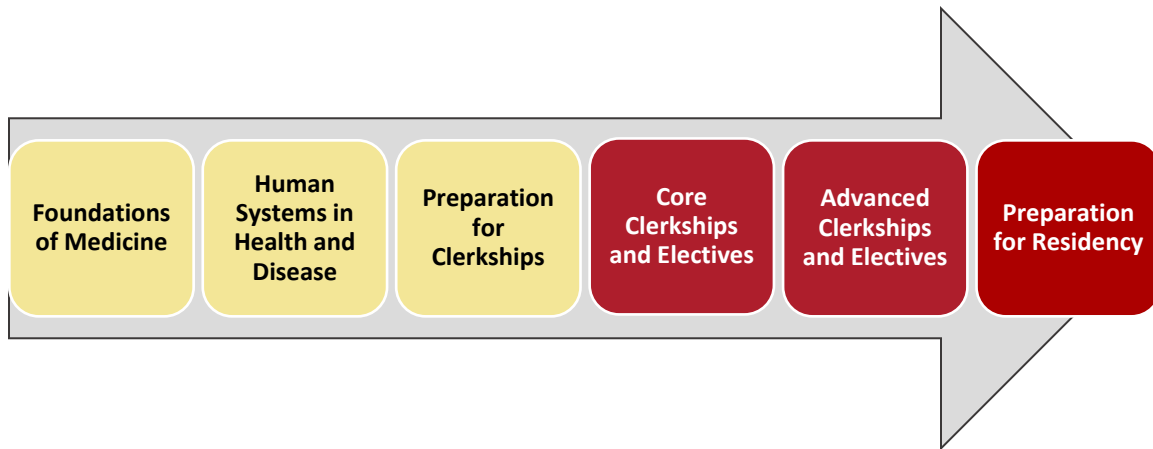 Foundations
of Medicine
Human
Systems in
Health and
Disease
Preparation
for
Clerkships
Core
Clerkships
and Electives
Advanced
Clerkships
and Electives
Preparation
for Residency